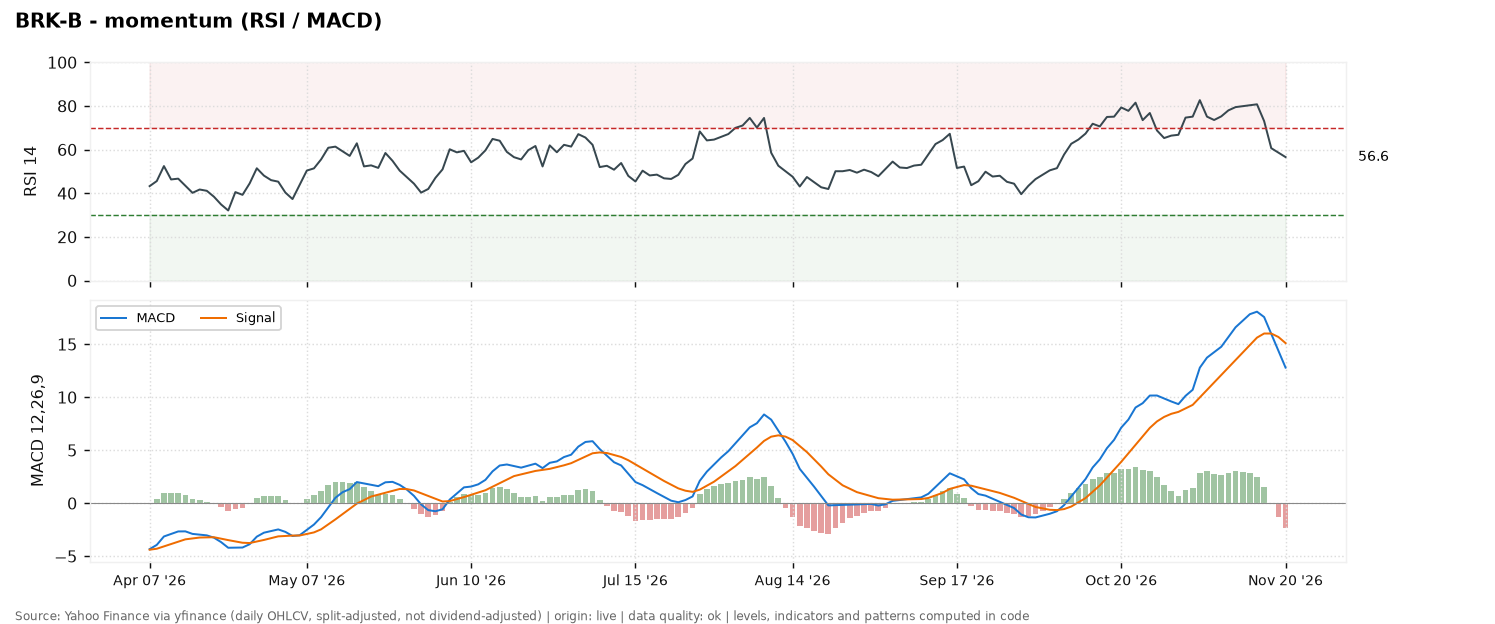 BRK-B - momentum (RSI / MACD)
100
80
60
40
20
0
RSI 14
56.6
MACD
Signal
15
10
5
0
−5
MACD 12,26,9
Apr 07 '26
May 07 '26
Jun 10 '26
Jul 15 '26
Aug 14 '26
Sep 17 '26
Oct 20 '26
Nov 20 '26
Source: Yahoo Finance via yfinance (daily OHLCV, split-adjusted, not dividend-adjusted) | origin: live | data quality: ok | levels, indicators and patterns computed in code